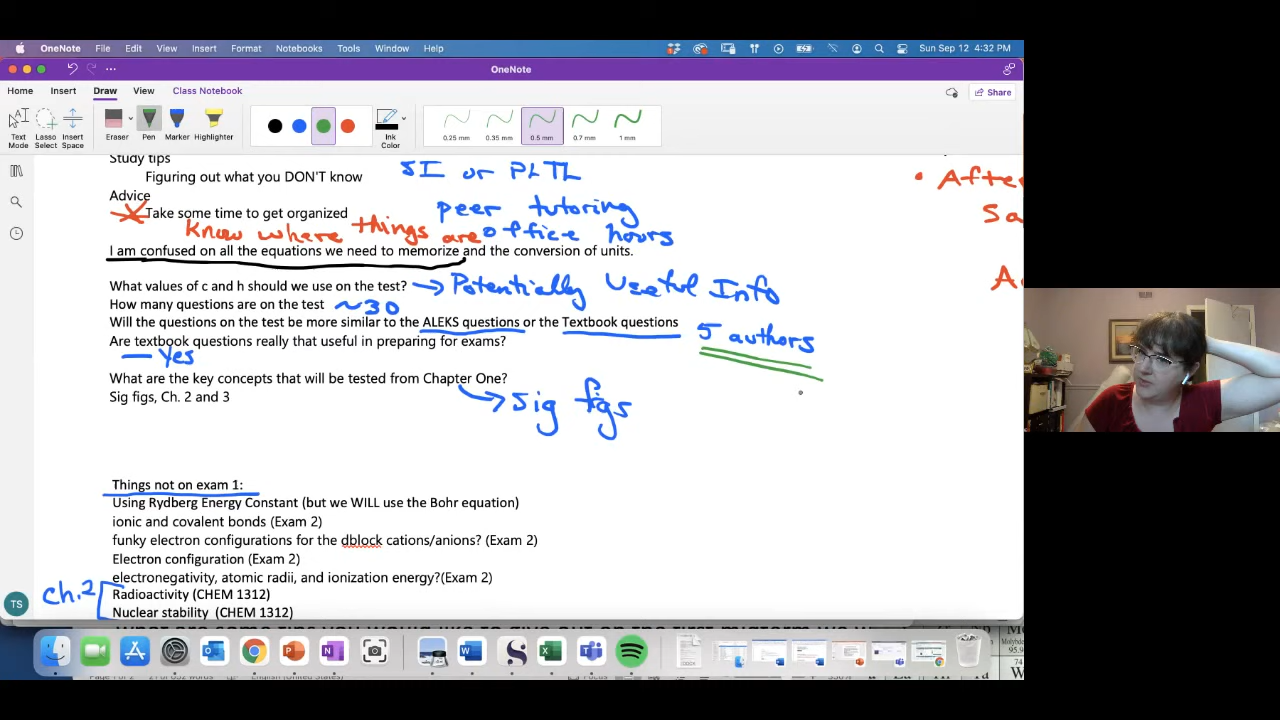 OneNote File Edit View Insert Format Notebooks Tools Window Help Sun Sep 12 4:32 PM
OneNote
Home Insert Draw View Class Notebook Share
Text Mode Lasso Select Insert Space Eraser Pen Marker Highlighter Ink Color 0.25 mm 0.35 mm 0.5 mm 0.7 mm 1 mm
Study tips
SI or PLTL
Figuring out what you DON'T know
Advice
Take some time to get organized
peer tutoring
know where things are
office hours
I am confused on all the equations we need to memorize and the conversion of units.
What values of c and h should we use on the test? → Potentially Useful Info
How many questions are on the test ~30
Will the questions on the test be more similar to the ALEKS questions or the Textbook questions
5 authors
Are textbook questions really that useful in preparing for exams?
— Yes
What are the key concepts that will be tested from Chapter One?
→ sig figs
Sig figs, Ch. 2 and 3
Things not on exam 1:
Using Rydberg Energy Constant (but we WILL use the Bohr equation)
ionic and covalent bonds (Exam 2)
funky electron configurations for the dblock cations/anions? (Exam 2)
Electron configuration (Exam 2)
electronegativity, atomic radii, and ionization energy?(Exam 2)
ch.2
Radioactivity (CHEM 1312)
Nuclear stability (CHEM 1312)
TS